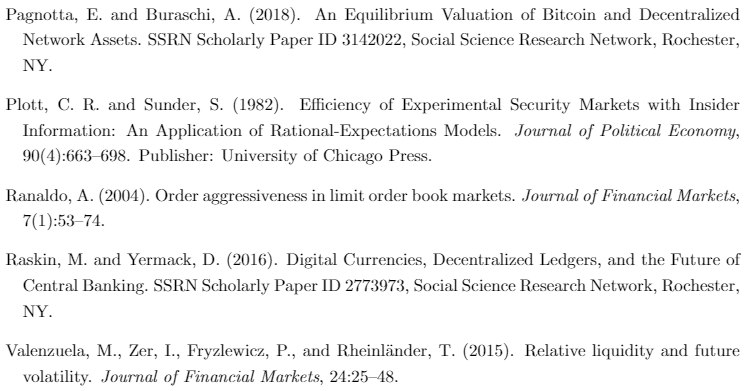 Pagnotta, E. and Buraschi, A. (2018). An Equilibrium Valuation of Bitcoin and Decentralized
Network Assets. SSRN Scholarly Paper ID 3142022, Social Science Research Network, Rochester,
NY.
Plott, C. R. and Sunder, S. (1982). Efficiency of Experimental Security Markets with Insider
Information: An Application of Rational-Expectations Models. Journal of Political Economy,
90(4):663–698. Publisher: University of Chicago Press.
Ranaldo, A. (2004). Order aggressiveness in limit order book markets. Journal of Financial Markets,
7(1):53–74.
Raskin, M. and Yermack, D. (2016). Digital Currencies, Decentralized Ledgers, and the Future of
Central Banking. SSRN Scholarly Paper ID 2773973, Social Science Research Network, Rochester,
NY.
Valenzuela, M., Zer, I., Fryzlewicz, P., and Rheinländer, T. (2015). Relative liquidity and future
volatility. Journal of Financial Markets, 24:25–48.